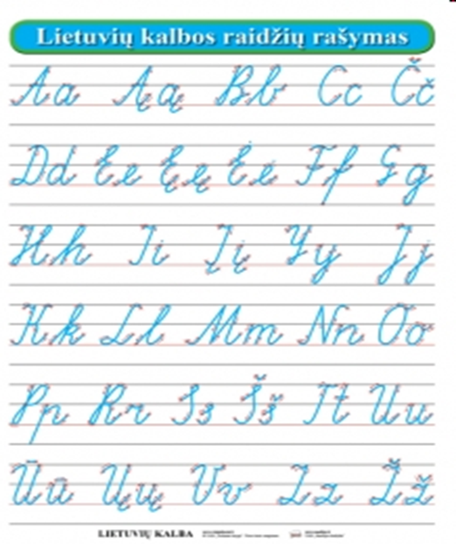 Lietuvių kalbos raidžių rašymas
Aa Ąą Bb Cc Čč
Dd Ee Ęę Ėė Ff Gg
Hh Ii Įį Yy Jj
Kk Ll Mm Nn Oo
Pp Rr Ss Šš Tt Uu
Ūū Ųų Vv Zz Žž
LIETUVIŲ KALBA